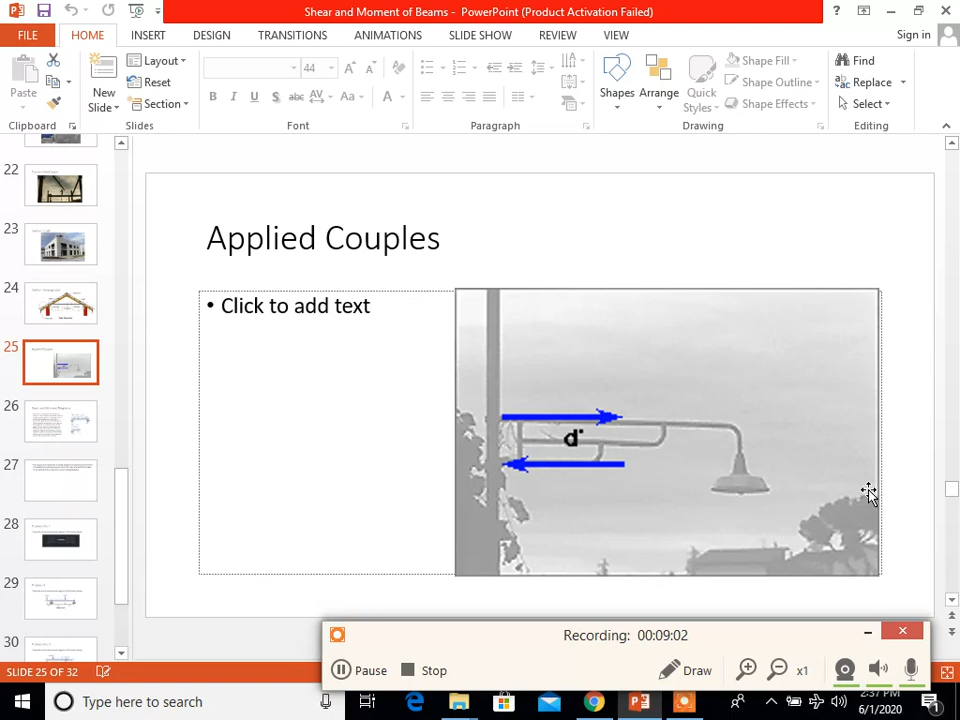 Shear and Moment of Beams - PowerPoint (Product Activation Failed)
FILE HOME INSERT DESIGN TRANSITIONS ANIMATIONS SLIDE SHOW REVIEW VIEW Sign in
Paste
New Slide
Layout
Reset
Section
44
B I U S abc AV Aa A
Shapes
Arrange
Quick Styles
Shape Fill
Shape Outline
Shape Effects
Find
Replace
Select
Clipboard Slides Font Paragraph Drawing Editing
22
23
24
25
26
27
28
29
30
Applied Couples
• Click to add text
d
Recording: 00:09:02
Pause Stop Draw x1
SLIDE 25 OF 32
Type here to search
2:37 PM
6/1/2020
1